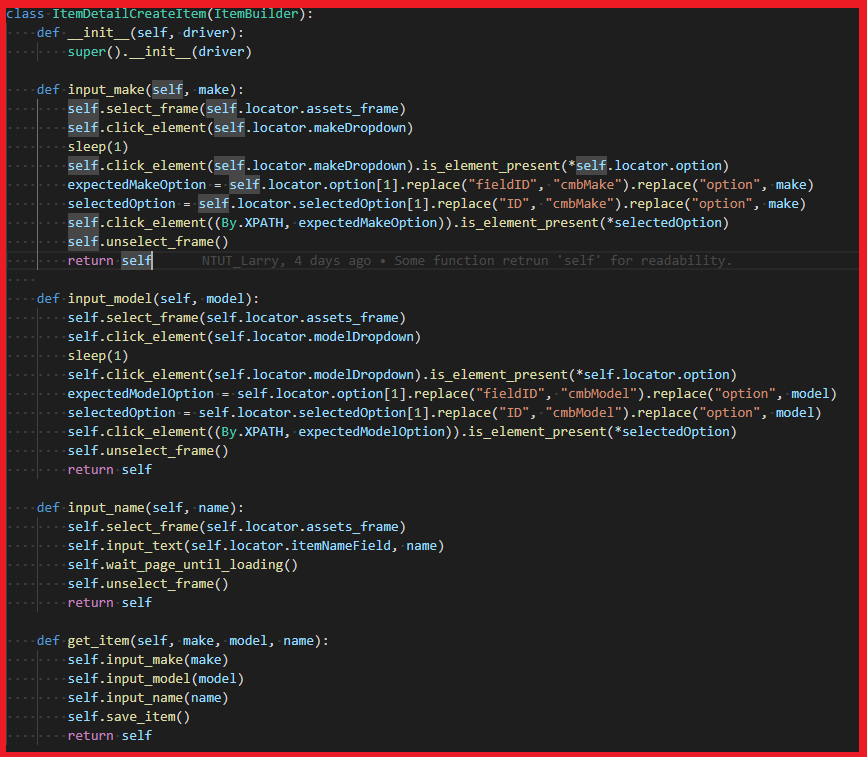 class ItemDetailCreateItem(ItemBuilder):
    def __init__(self, driver):
        super().__init__(driver)

    def input_make(self, make):
        self.select_frame(self.locator.assets_frame)
        self.click_element(self.locator.makeDropdown)
        sleep(1)
        self.click_element(self.locator.makeDropdown).is_element_present(*self.locator.option)
        expectedMakeOption = self.locator.option[1].replace("fieldID", "cmbMake").replace("option", make)
        selectedOption = self.locator.selectedOption[1].replace("ID", "cmbMake").replace("option", make)
        self.click_element((By.XPATH, expectedMakeOption)).is_element_present(*selectedOption)
        self.unselect_frame()
        return self      NTUT_Larry, 4 days ago • Some function retrun 'self' for readability.

    def input_model(self, model):
        self.select_frame(self.locator.assets_frame)
        self.click_element(self.locator.modelDropdown)
        sleep(1)
        self.click_element(self.locator.modelDropdown).is_element_present(*self.locator.option)
        expectedModelOption = self.locator.option[1].replace("fieldID", "cmbModel").replace("option", model)
        selectedOption = self.locator.selectedOption[1].replace("ID", "cmbModel").replace("option", model)
        self.click_element((By.XPATH, expectedModelOption)).is_element_present(*selectedOption)
        self.unselect_frame()
        return self

    def input_name(self, name):
        self.select_frame(self.locator.assets_frame)
        self.input_text(self.locator.itemNameField, name)
        self.wait_page_until_loading()
        self.unselect_frame()
        return self

    def get_item(self, make, model, name):
        self.input_make(make)
        self.input_model(model)
        self.input_name(name)
        self.save_item()
        return self